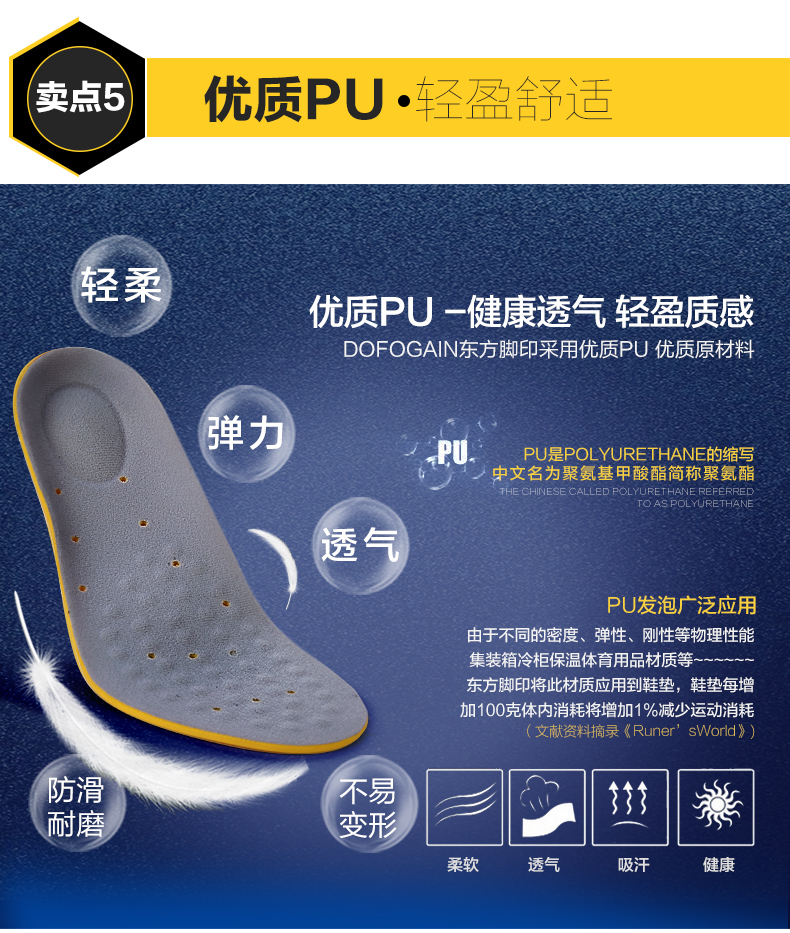 卖点5
优质PU·轻盈舒适
轻柔
优质PU-健康透气 轻盈质感
DOFOGAIN东方脚印采用优质PU 优质原材料
弹力
PU
PU是POLYURETHANE的缩写
中文名为聚氨基甲酸酯简称聚氨酯
THE CHINESE CALLED POLYURETHANE REFERRED
TO AS POLYURETHANE
透气
PU发泡广泛应用
由于不同的密度、弹性、刚性等物理性能
集装箱冷柜保温体育用品材质等~~~~~~
东方脚印将此材质应用到鞋垫，鞋垫每增
加100克体内消耗将增加1%减少运动消耗
（文献资料摘录《Runer’sWorld》）
防滑
耐磨
不易
变形
柔软
透气
吸汗
健康